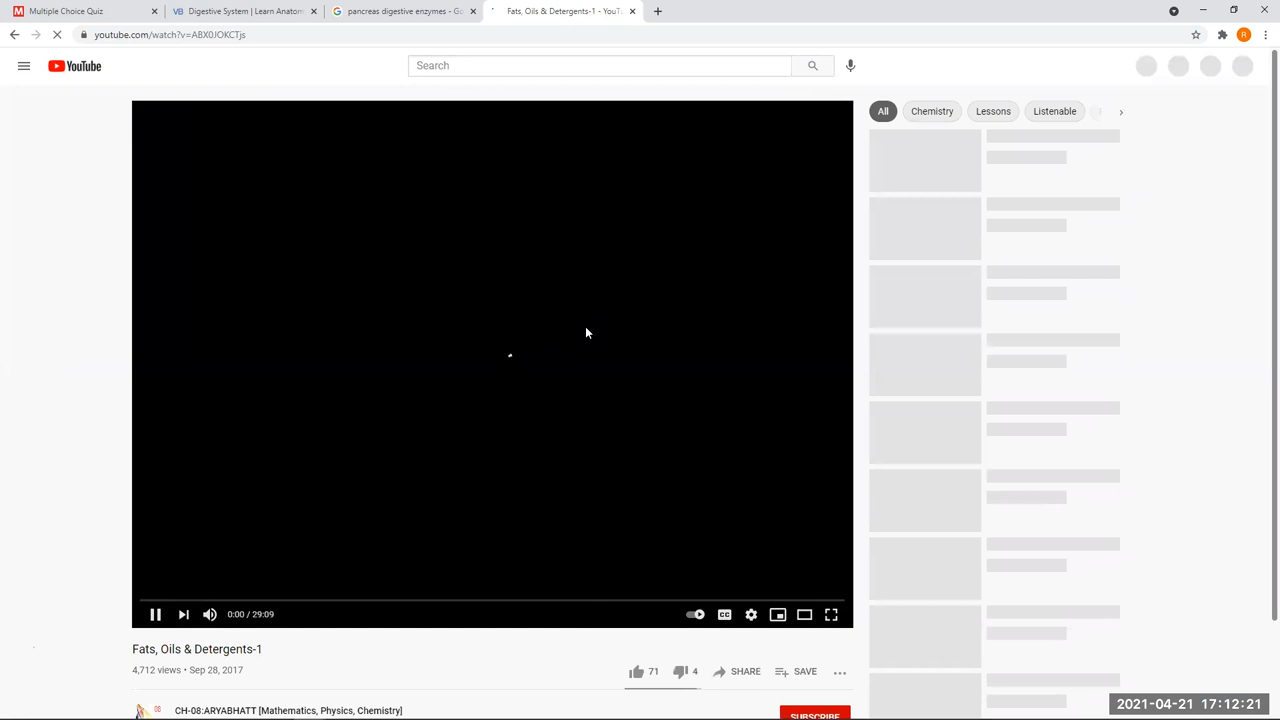 Multiple Choice Quiz
Digestive System | Learn Anatom
pancreas digestive enzymes - Go
Fats, Oils & Detergents-1 - YouTu
youtube.com/watch?v=ABX0JOKCTjs
R
YouTube
Search
All
Chemistry
Lessons
Listenable
0:00 / 29:09
CC
Fats, Oils & Detergents-1
4,712 views • Sep 28, 2017
71
4
SHARE
SAVE
CH-08:ARYABHATT [Mathematics, Physics, Chemistry]
SUBSCRIBE
2021-04-21 17:12:21